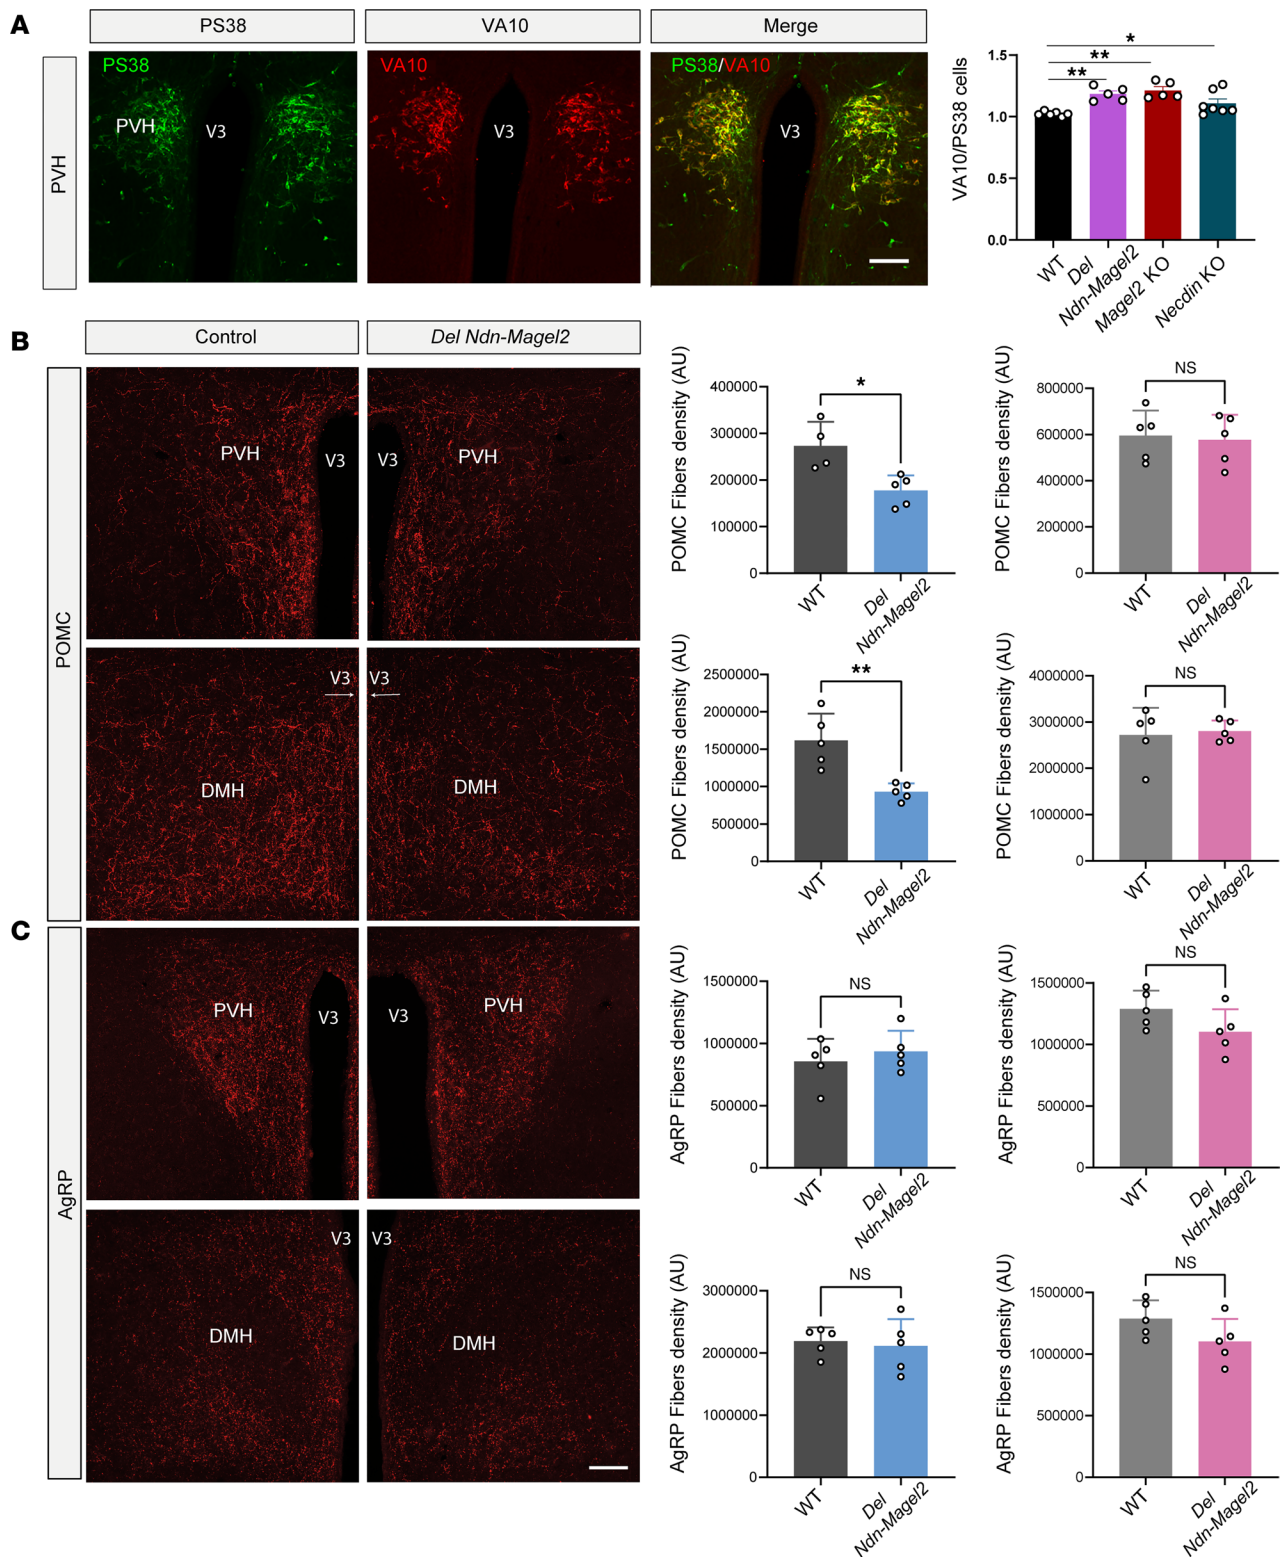 A
PS38
VA10
Merge
PVH
PS38
PVH
V3
VA10
V3
PS38/VA10
V3
VA10/PS38 cells
1.5
1.0
0.5
0.0
*
**
**
WT
Del
Ndn-Magel2
Magel2 KO
Necdin KO
B
Control
Del Ndn-Magel2
POMC
PVH
V3
V3
PVH
V3
V3
DMH
DMH
POMC Fibers density (AU)
400000
300000
200000
100000
0
*
WT
Del
Ndn-Magel2
POMC Fibers density (AU)
800000
600000
400000
200000
0
NS
WT
Del
Ndn-Magel2
POMC Fibers density (AU)
2500000
2000000
1500000
1000000
500000
0
**
WT
Del
Ndn-Magel2
POMC Fibers density (AU)
4000000
3000000
2000000
1000000
0
NS
WT
Del
Ndn-Magel2
C
AgRP
PVH
V3
V3
PVH
V3
V3
DMH
DMH
AgRP Fibers density (AU)
1500000
1000000
500000
0
NS
WT
Del
Ndn-Magel2
AgRP Fibers density (AU)
1500000
1000000
500000
0
NS
WT
Del
Ndn-Magel2
AgRP Fibers density (AU)
3000000
2000000
1000000
0
NS
WT
Del
Ndn-Magel2
AgRP Fibers density (AU)
1500000
1000000
500000
0
NS
WT
Del
Ndn-Magel2